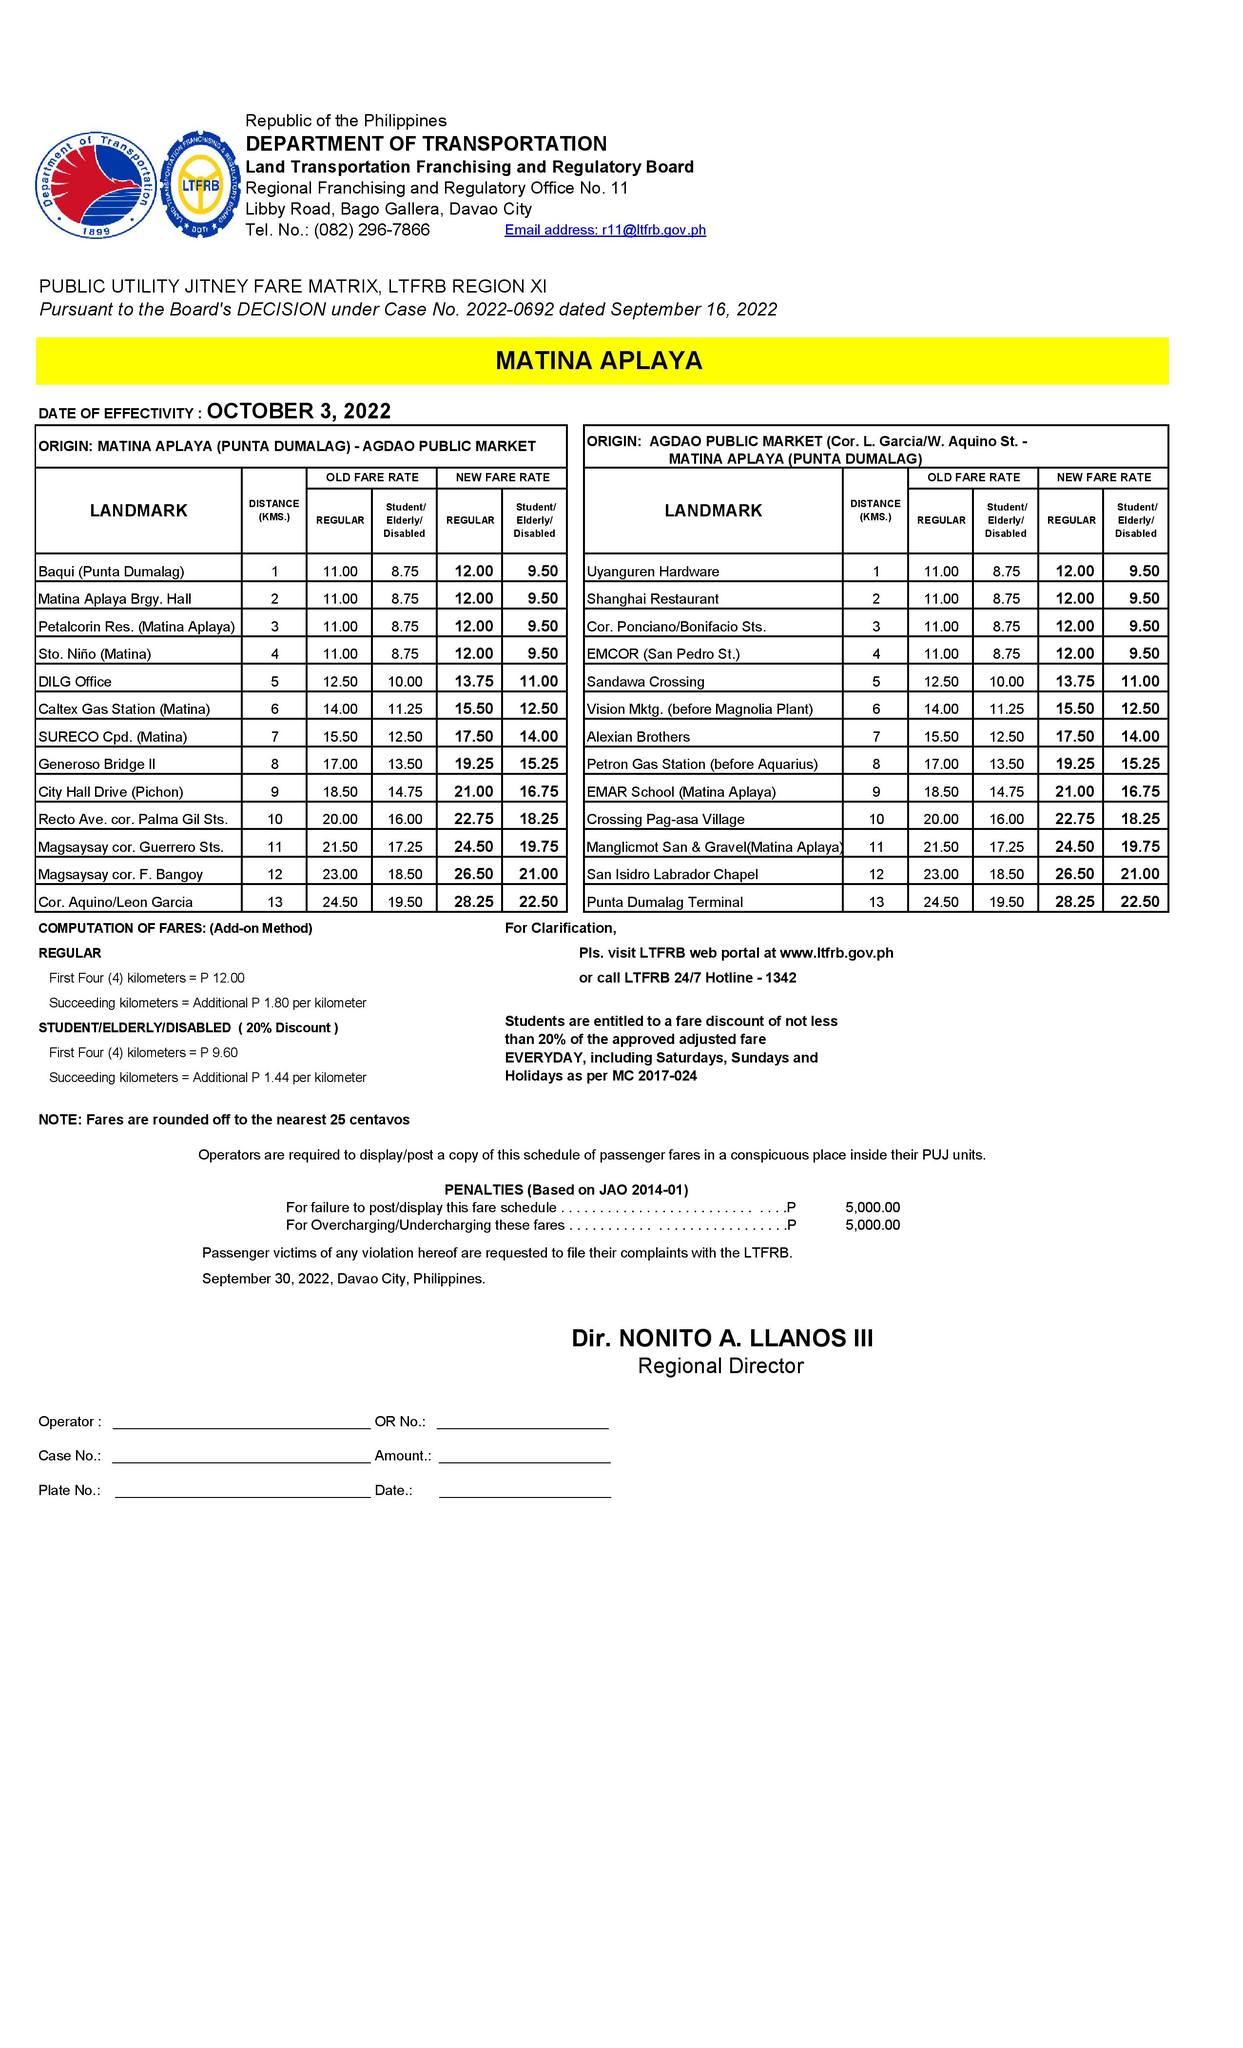 Republic of the Philippines
DEPARTMENT OF TRANSPORTATION
Land Transportation Franchising and Regulatory Board
Regional Franchising and Regulatory Office No. 11
Libby Road, Bago Gallera, Davao City
Tel. No.: (082) 296-7866 Email address: r11@ltfrb.gov.ph
Department of Transportation
1899
LAND TRANSPORTATION FRANCHISING & REGULATORY BOARD
LTFRB
DOTr
PUBLIC UTILITY JITNEY FARE MATRIX, LTFRB REGION XI
Pursuant to the Board's DECISION under Case No. 2022-0692 dated September 16, 2022
MATINA APLAYA
DATE OF EFFECTIVITY : OCTOBER 3, 2022
ORIGIN: MATINA APLAYA (PUNTA DUMALAG) - AGDAO PUBLIC MARKET
LANDMARK DISTANCE (KMS.) OLD FARE RATE NEW FARE RATE
REGULAR Student/ Elderly/ Disabled REGULAR Student/ Elderly/ Disabled
Baqui (Punta Dumalag) 1 11.00 8.75 12.00 9.50
Matina Aplaya Brgy. Hall 2 11.00 8.75 12.00 9.50
Petalcorin Res. (Matina Aplaya) 3 11.00 8.75 12.00 9.50
Sto. Niño (Matina) 4 11.00 8.75 12.00 9.50
DILG Office 5 12.50 10.00 13.75 11.00
Caltex Gas Station (Matina) 6 14.00 11.25 15.50 12.50
SURECO Cpd. (Matina) 7 15.50 12.50 17.50 14.00
Generoso Bridge II 8 17.00 13.50 19.25 15.25
City Hall Drive (Pichon) 9 18.50 14.75 21.00 16.75
Recto Ave. cor. Palma Gil Sts. 10 20.00 16.00 22.75 18.25
Magsaysay cor. Guerrero Sts. 11 21.50 17.25 24.50 19.75
Magsaysay cor. F. Bangoy 12 23.00 18.50 26.50 21.00
Cor. Aquino/Leon Garcia 13 24.50 19.50 28.25 22.50
ORIGIN: AGDAO PUBLIC MARKET (Cor. L. Garcia/W. Aquino St. -
MATINA APLAYA (PUNTA DUMALAG)
LANDMARK DISTANCE (KMS.) OLD FARE RATE NEW FARE RATE
REGULAR Student/ Elderly/ Disabled REGULAR Student/ Elderly/ Disabled
Uyanguren Hardware 1 11.00 8.75 12.00 9.50
Shanghai Restaurant 2 11.00 8.75 12.00 9.50
Cor. Ponciano/Bonifacio Sts. 3 11.00 8.75 12.00 9.50
EMCOR (San Pedro St.) 4 11.00 8.75 12.00 9.50
Sandawa Crossing 5 12.50 10.00 13.75 11.00
Vision Mktg. (before Magnolia Plant) 6 14.00 11.25 15.50 12.50
Alexian Brothers 7 15.50 12.50 17.50 14.00
Petron Gas Station (before Aquarius) 8 17.00 13.50 19.25 15.25
EMAR School (Matina Aplaya) 9 18.50 14.75 21.00 16.75
Crossing Pag-asa Village 10 20.00 16.00 22.75 18.25
Manglicmot San & Gravel(Matina Aplaya) 11 21.50 17.25 24.50 19.75
San Isidro Labrador Chapel 12 23.00 18.50 26.50 21.00
Punta Dumalag Terminal 13 24.50 19.50 28.25 22.50
COMPUTATION OF FARES: (Add-on Method)
REGULAR
First Four (4) kilometers = P 12.00
Succeeding kilometers = Additional P 1.80 per kilometer
STUDENT/ELDERLY/DISABLED ( 20% Discount )
First Four (4) kilometers = P 9.60
Succeeding kilometers = Additional P 1.44 per kilometer
For Clarification,
Pls. visit LTFRB web portal at www.ltfrb.gov.ph
or call LTFRB 24/7 Hotline - 1342
Students are entitled to a fare discount of not less
than 20% of the approved adjusted fare
EVERYDAY, including Saturdays, Sundays and
Holidays as per MC 2017-024
NOTE: Fares are rounded off to the nearest 25 centavos
Operators are required to display/post a copy of this schedule of passenger fares in a conspicuous place inside their PUJ units.
PENALTIES (Based on JAO 2014-01)
For failure to post/display this fare schedule . . . . . . . . . . . . . . . . . . . . . . . . . . . . .P 5,000.00
For Overcharging/Undercharging these fares . . . . . . . . . . . . . . . . . . . . . . . . . . . .P 5,000.00
Passenger victims of any violation hereof are requested to file their complaints with the LTFRB.
September 30, 2022, Davao City, Philippines.
Dir. NONITO A. LLANOS III
Regional Director
Operator : OR No.:
Case No.: Amount.:
Plate No.: Date.: